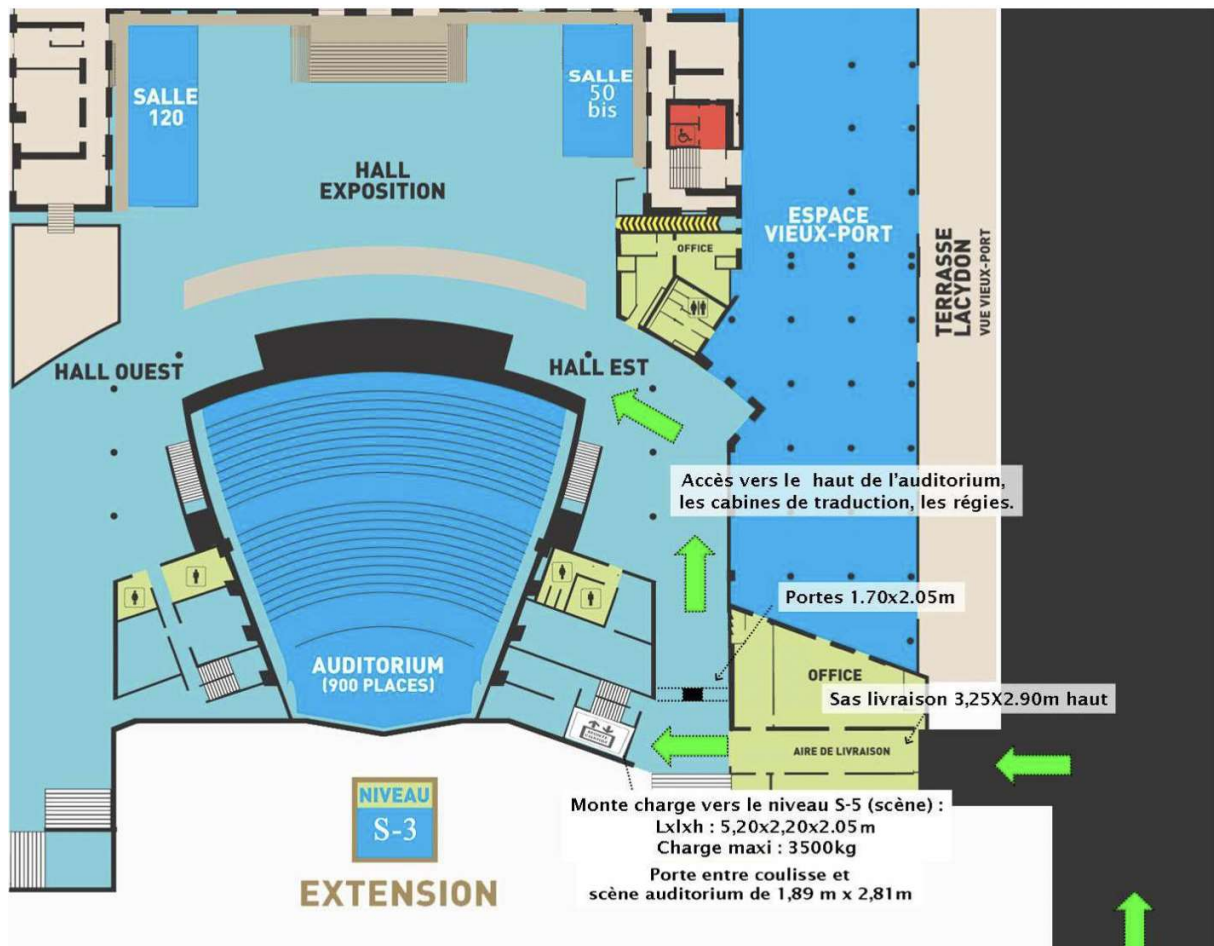 SALLE
120
SALLE
50
bis
HALL
EXPOSITION
OFFICE
ESPACE
VIEUX-PORT
TERRASSE
LACYDON
VUE VIEUX-PORT
HALL OUEST
HALL EST
Accès vers le haut de l'auditorium,
les cabines de traduction, les régies.
Portes 1.70x2.05m
AUDITORIUM
(900 PLACES)
OFFICE
Sas livraison 3,25X2.90m haut
AIRE DE LIVRAISON
NIVEAU
S-3
EXTENSION
Monte charge vers le niveau S-5 (scène) :
Lxlxh : 5,20x2,20x2.05m
Charge maxi : 3500kg
Porte entre coulisse et
scène auditorium de 1,89 m x 2,81m